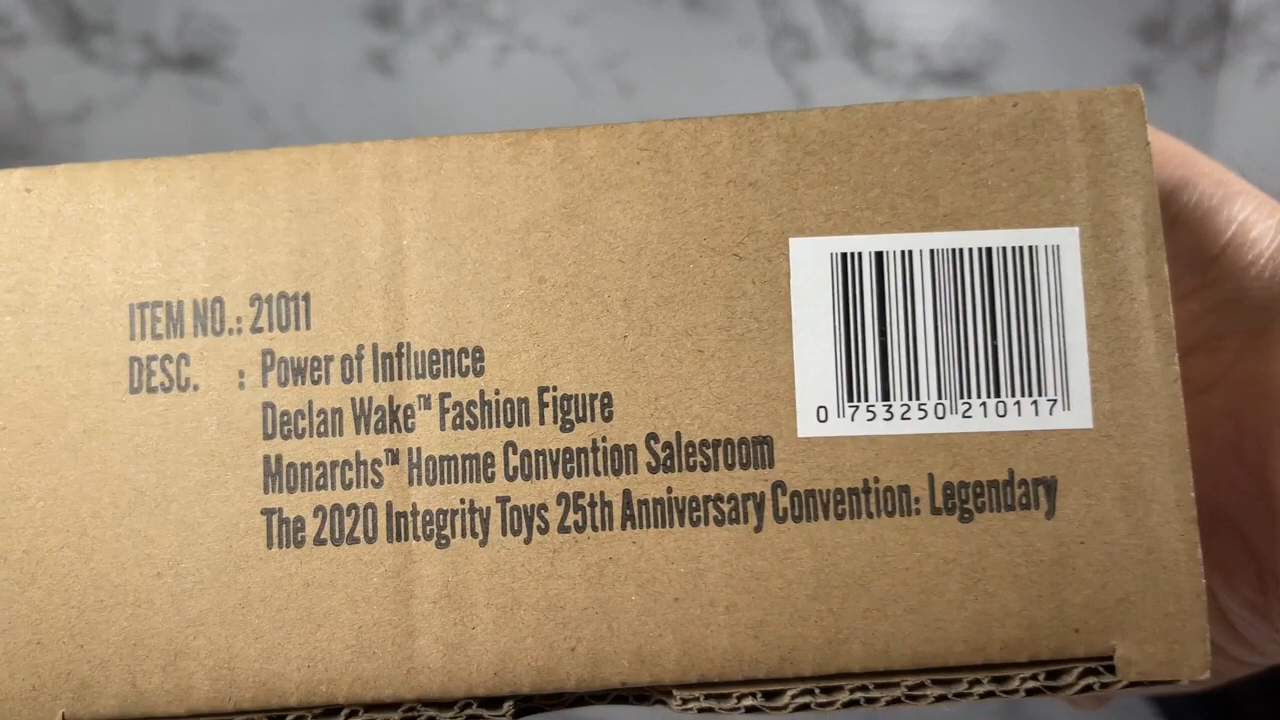 ITEM NO.: 21011
DESC. : Power of Influence
Declan Wake™ Fashion Figure
Monarchs™ Homme Convention Salesroom
The 2020 Integrity Toys 25th Anniversary Convention: Legendary
0 753250 210117